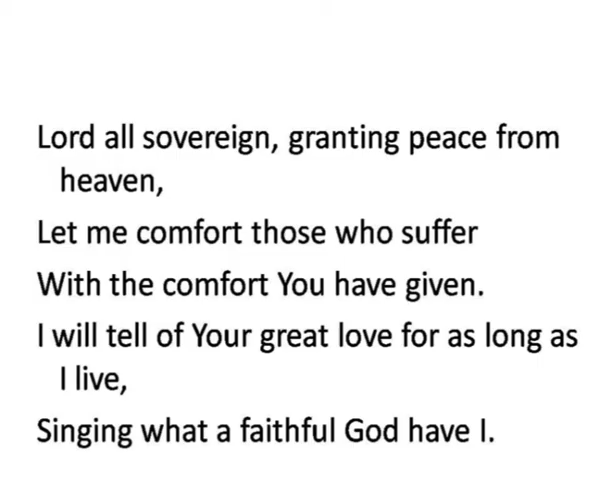 Lord all sovereign, granting peace from
heaven,
Let me comfort those who suffer
With the comfort You have given.
I will tell of Your great love for as long as
I live,
Singing what a faithful God have I.